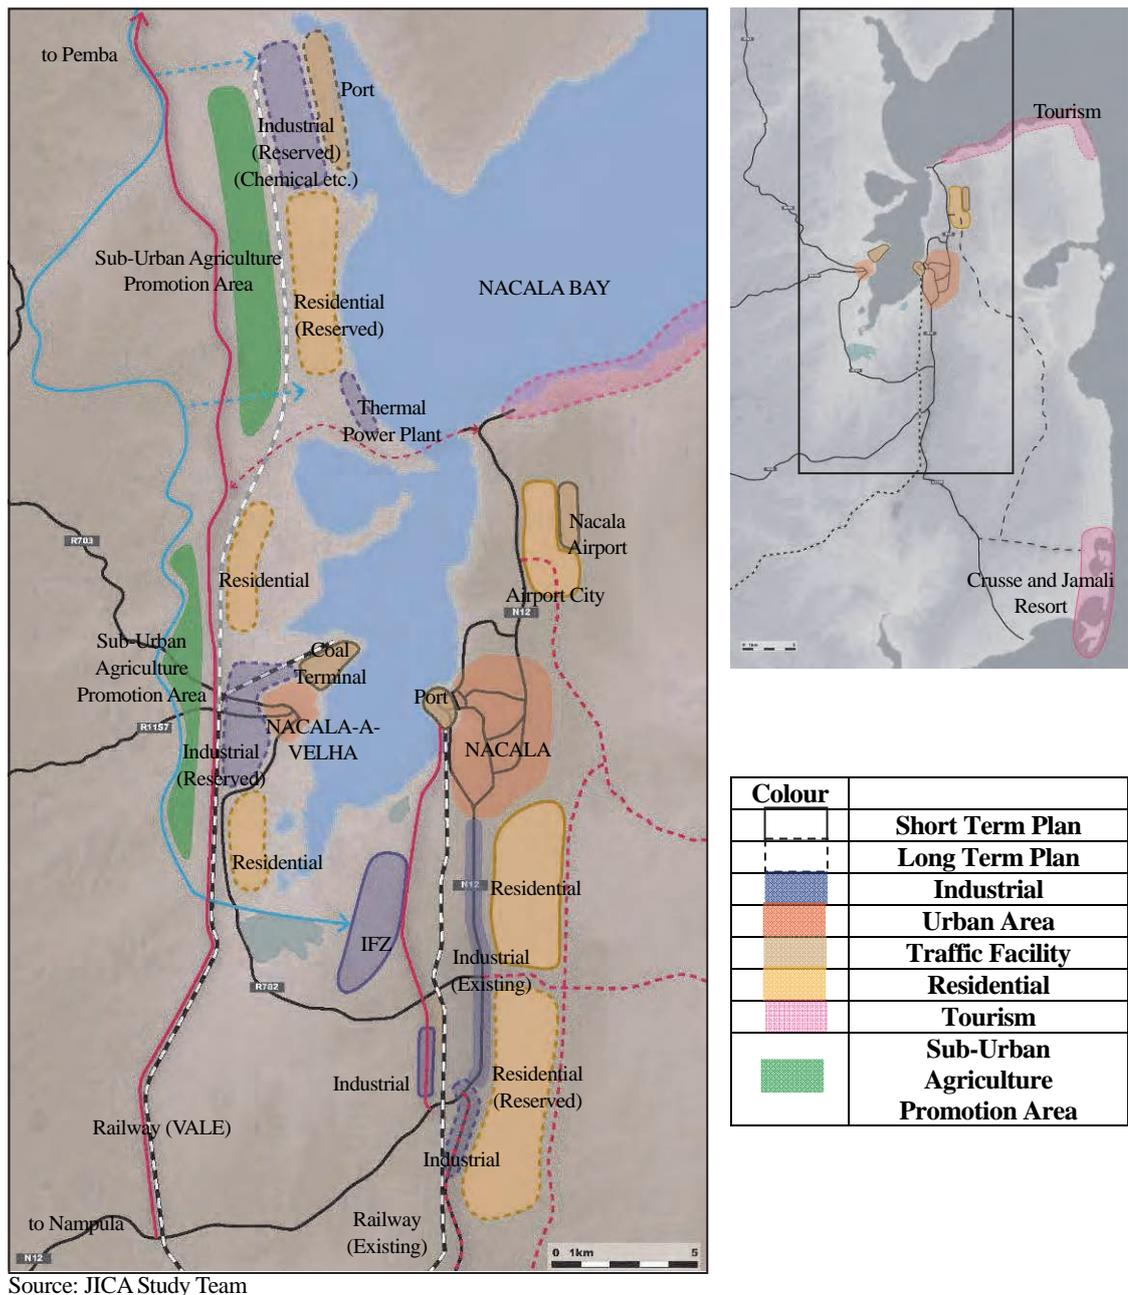 to Pemba
Port
Industrial
(Reserved)
(Chemical etc.)
Sub-Urban Agriculture
Promotion Area
NACALA BAY
Residential
(Reserved)
Thermal
Power Plant
R703
Nacala
Airport
Residential
Airport City
N12
Sub-Urban
Agriculture
Promotion Area
Coal
Terminal
Port
R1157
NACALA-A-
VELHA
NACALA
Industrial
(Reserved)
Residential
N12
Residential
IFZ
Industrial
(Existing)
R702
Industrial
Residential
(Reserved)
Railway (VALE)
Industrial
to Nampula
Railway
(Existing)
N12
0 1km 5
Source: JICA Study Team
Tourism
Crusse and Jamali
Resort
Colour
Short Term Plan
Long Term Plan
Industrial
Urban Area
Traffic Facility
Residential
Tourism
Sub-Urban
Agriculture
Promotion Area